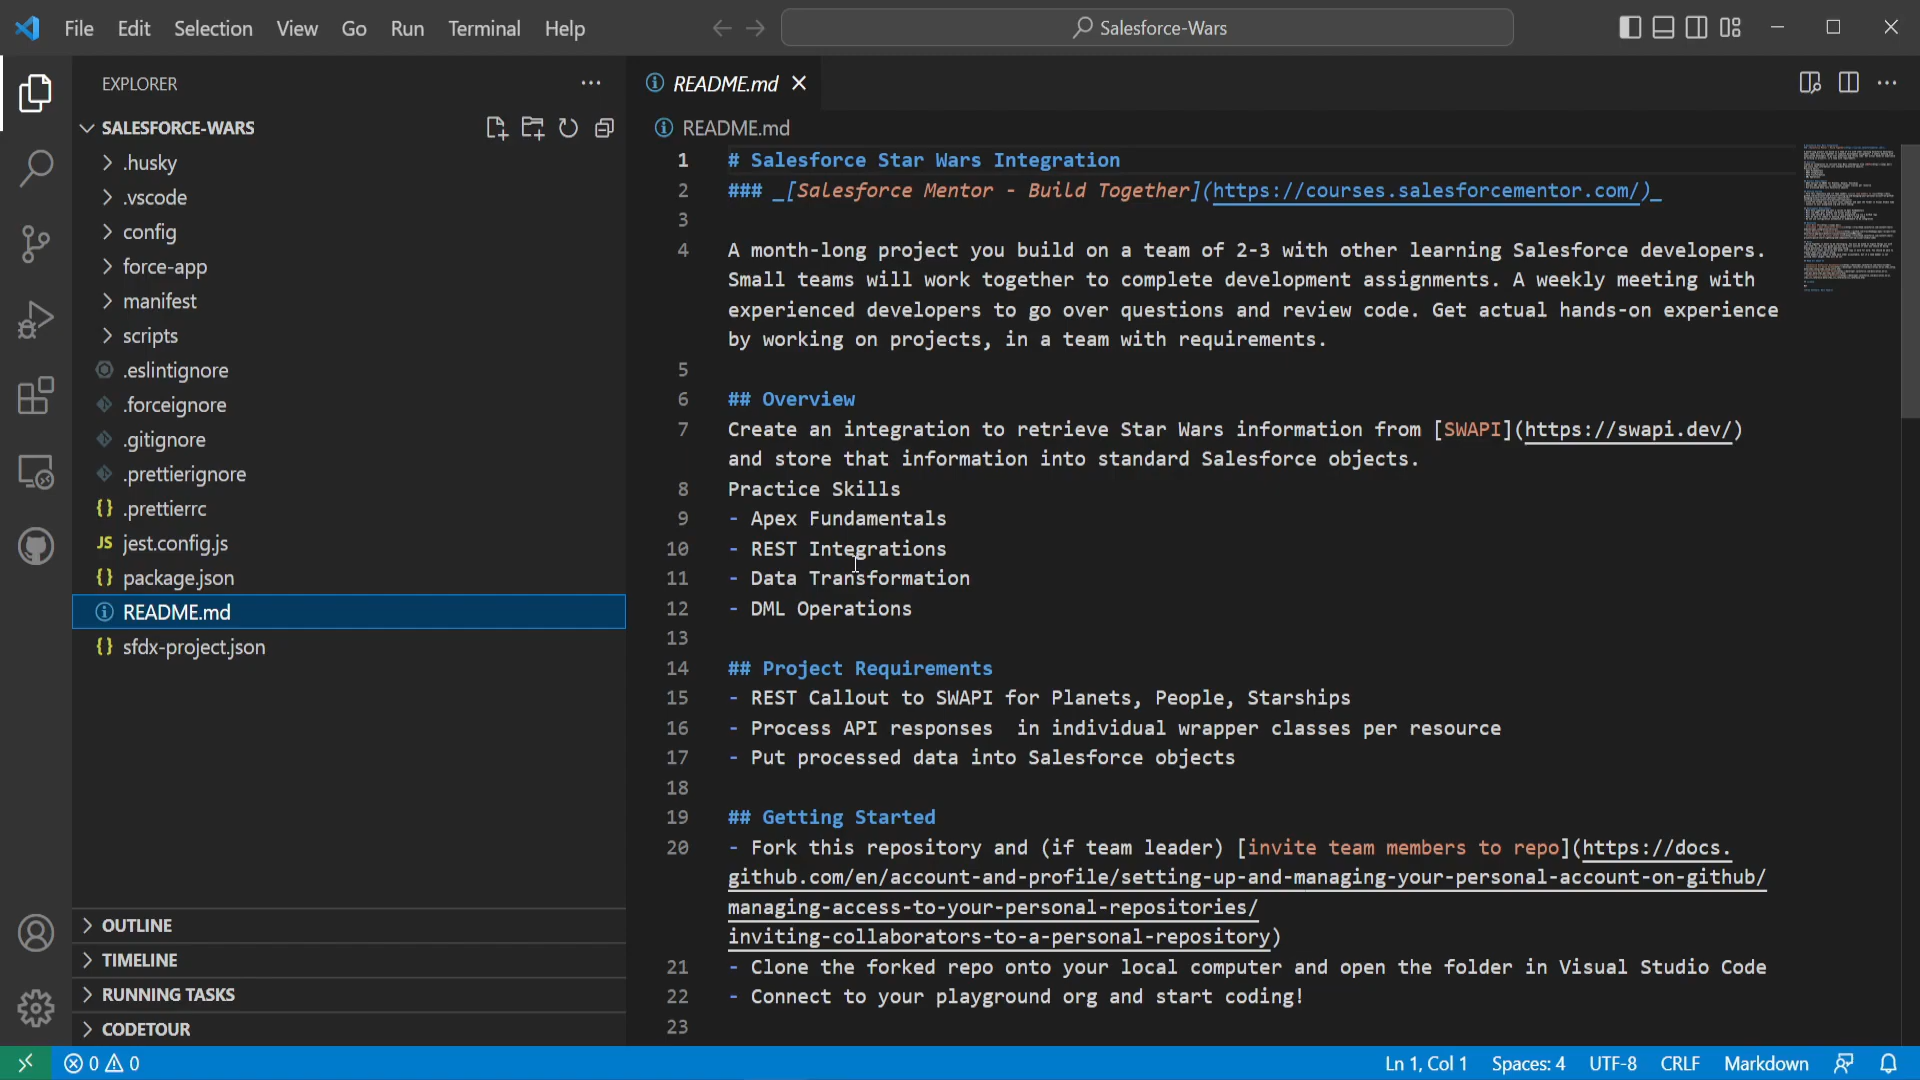 File Edit Selection View Go Run Terminal Help Salesforce-Wars
EXPLORER
SALESFORCE-WARS
.husky
.vscode
config
force-app
manifest
scripts
.eslintignore
.forceignore
.gitignore
.prettierignore
{} .prettierrc
JS jest.config.js
{} package.json
README.md
{} sfdx-project.json
OUTLINE
TIMELINE
RUNNING TASKS
CODETOUR
README.md
README.md
1 # Salesforce Star Wars Integration
2 ### _[Salesforce Mentor - Build Together](https://courses.salesforcementor.com/)_
3
4 A month-long project you build on a team of 2-3 with other learning Salesforce developers.
Small teams will work together to complete development assignments. A weekly meeting with
experienced developers to go over questions and review code. Get actual hands-on experience
by working on projects, in a team with requirements.
5
6 ## Overview
7 Create an integration to retrieve Star Wars information from [SWAPI](https://swapi.dev/)
and store that information into standard Salesforce objects.
8 Practice Skills
9 - Apex Fundamentals
10 - REST Integrations
11 - Data Transformation
12 - DML Operations
13
14 ## Project Requirements
15 - REST Callout to SWAPI for Planets, People, Starships
16 - Process API responses  in individual wrapper classes per resource
17 - Put processed data into Salesforce objects
18
19 ## Getting Started
20 - Fork this repository and (if team leader) [invite team members to repo](https://docs.
github.com/en/account-and-profile/setting-up-and-managing-your-personal-account-on-github/
managing-access-to-your-personal-repositories/
inviting-collaborators-to-a-personal-repository)
21 - Clone the forked repo onto your local computer and open the folder in Visual Studio Code
22 - Connect to your playground org and start coding!
23
0 0 Ln 1, Col 1 Spaces: 4 UTF-8 CRLF Markdown